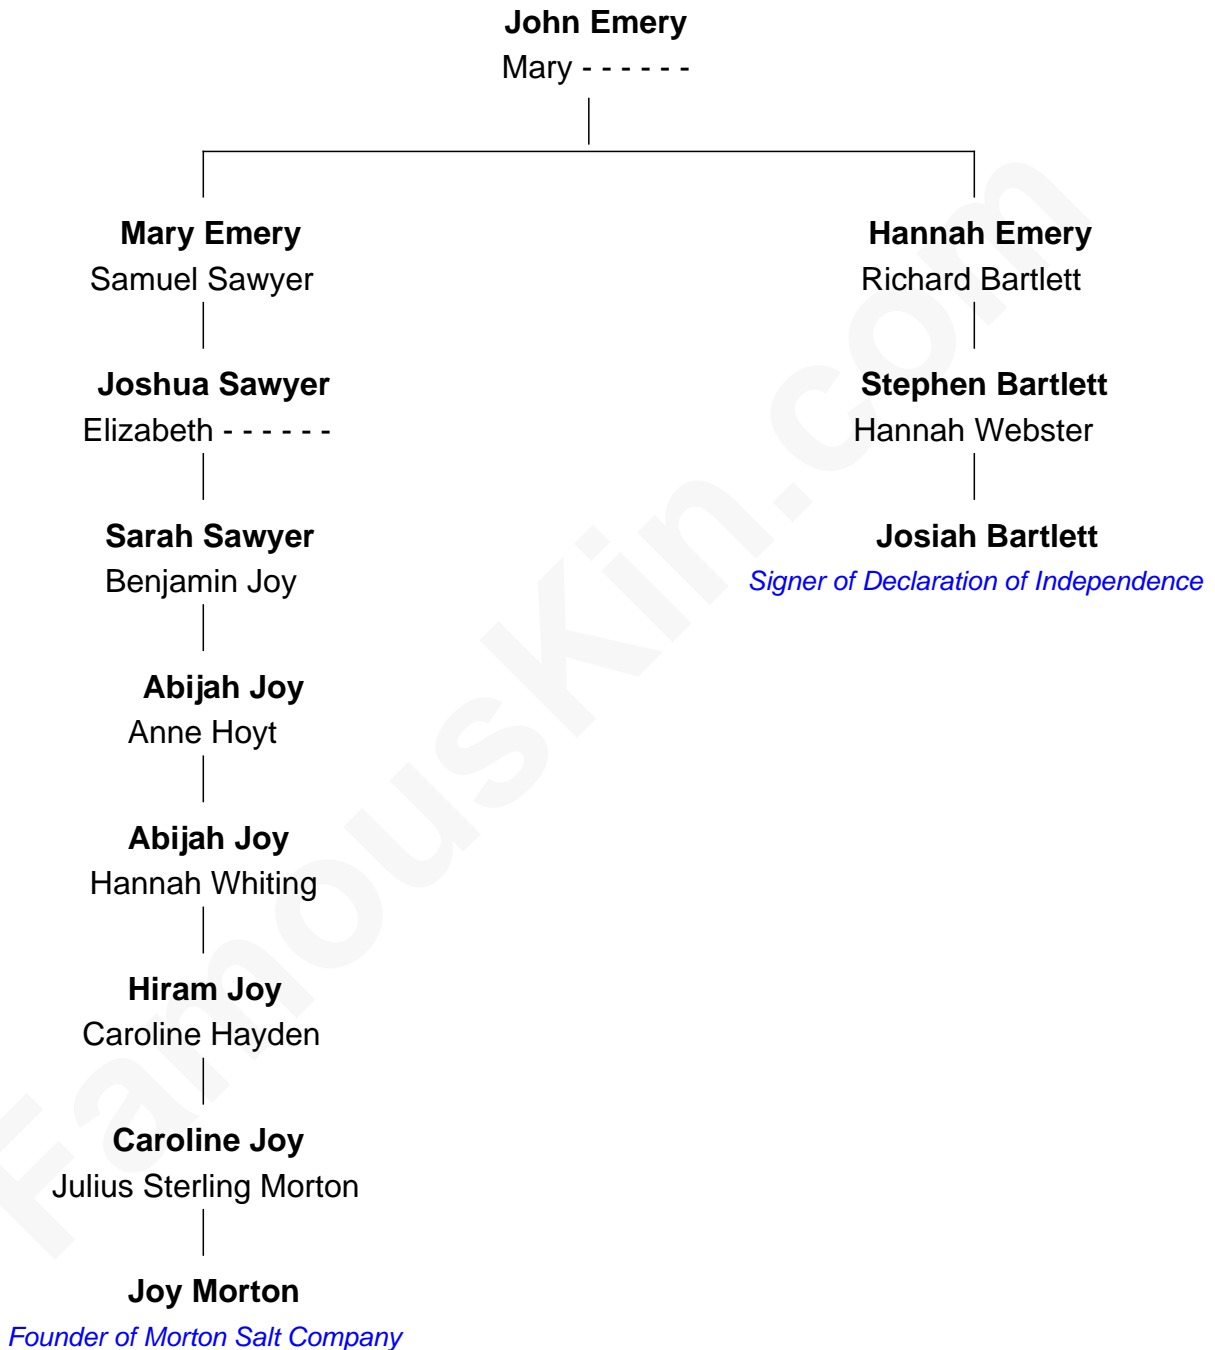 John Emery
Mary - - - - - -
Mary Emery
Samuel Sawyer
Hannah Emery
Richard Bartlett
Joshua Sawyer
Elizabeth - - - - - -
Stephen Bartlett
Hannah Webster
Sarah Sawyer
Benjamin Joy
Josiah Bartlett
Signer of Declaration of Independence
Abijah Joy
Anne Hoyt
Abijah Joy
Hannah Whiting
Hiram Joy
Caroline Hayden
Caroline Joy
Julius Sterling Morton
Joy Morton
Founder of Morton Salt Company
FamousKin.com